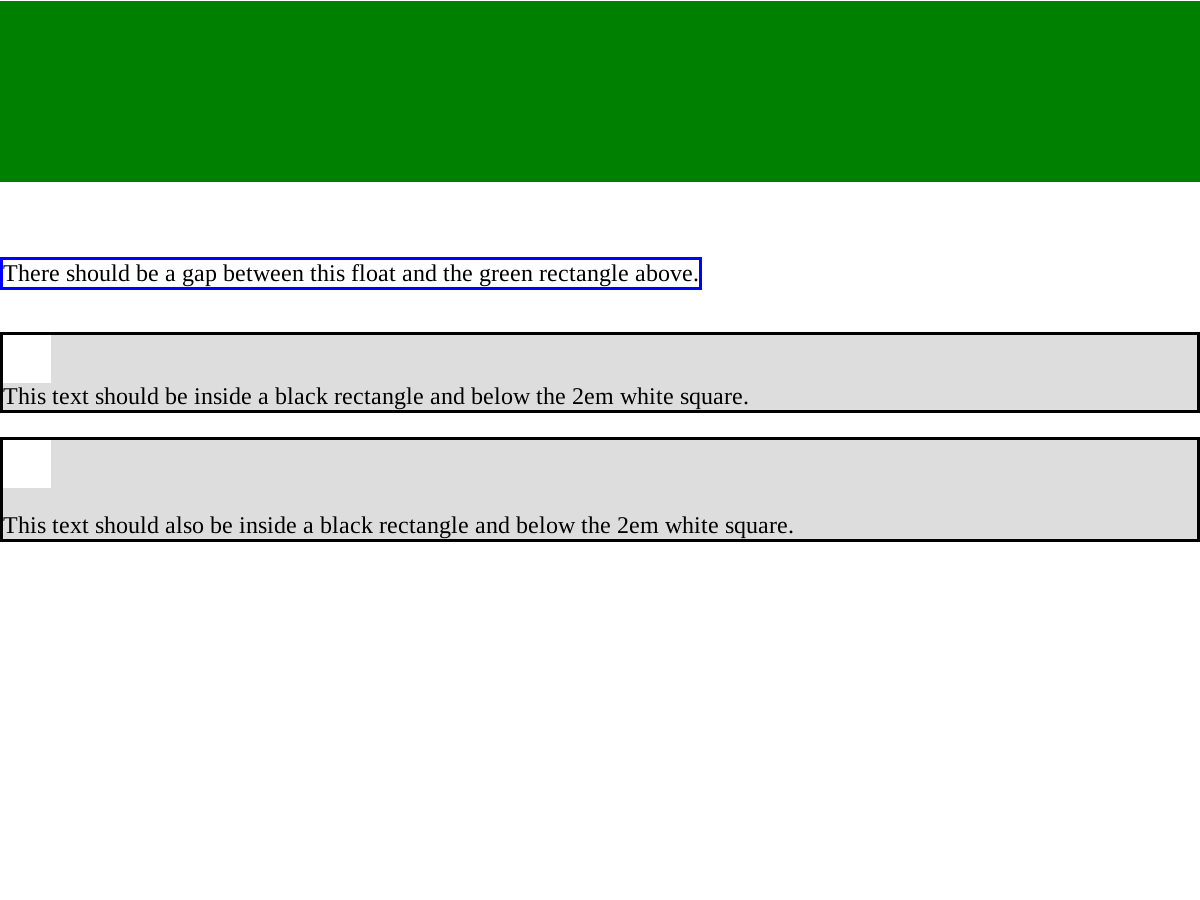 There should be a gap between this float and the green rectangle above.
This text should be inside a black rectangle and below the 2em white square.
This text should also be inside a black rectangle and below the 2em white square.